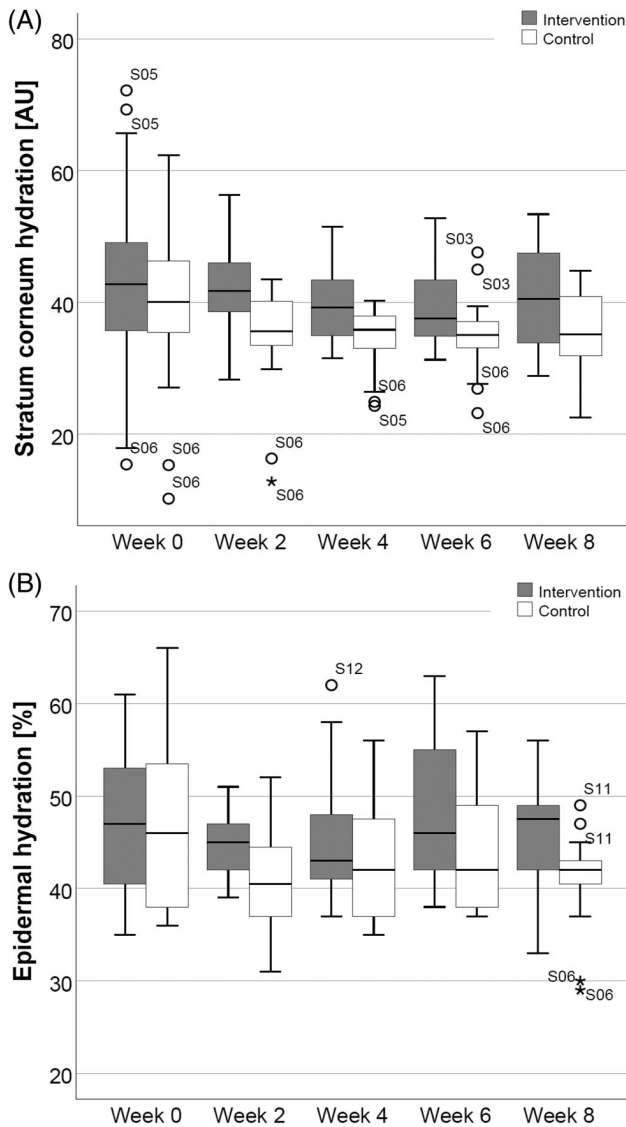 (A)
Intervention
Control
Stratum corneum hydration [AU]
80
60
40
20
S05
S05
S06
S06
S06
S06
S06
S06
S05
S03
S03
S06
S06
Week 0 Week 2 Week 4 Week 6 Week 8
(B)
Intervention
Control
Epidermal hydration [%]
70
60
50
40
30
20
S12
S11
S11
S06
S06
Week 0 Week 2 Week 4 Week 6 Week 8